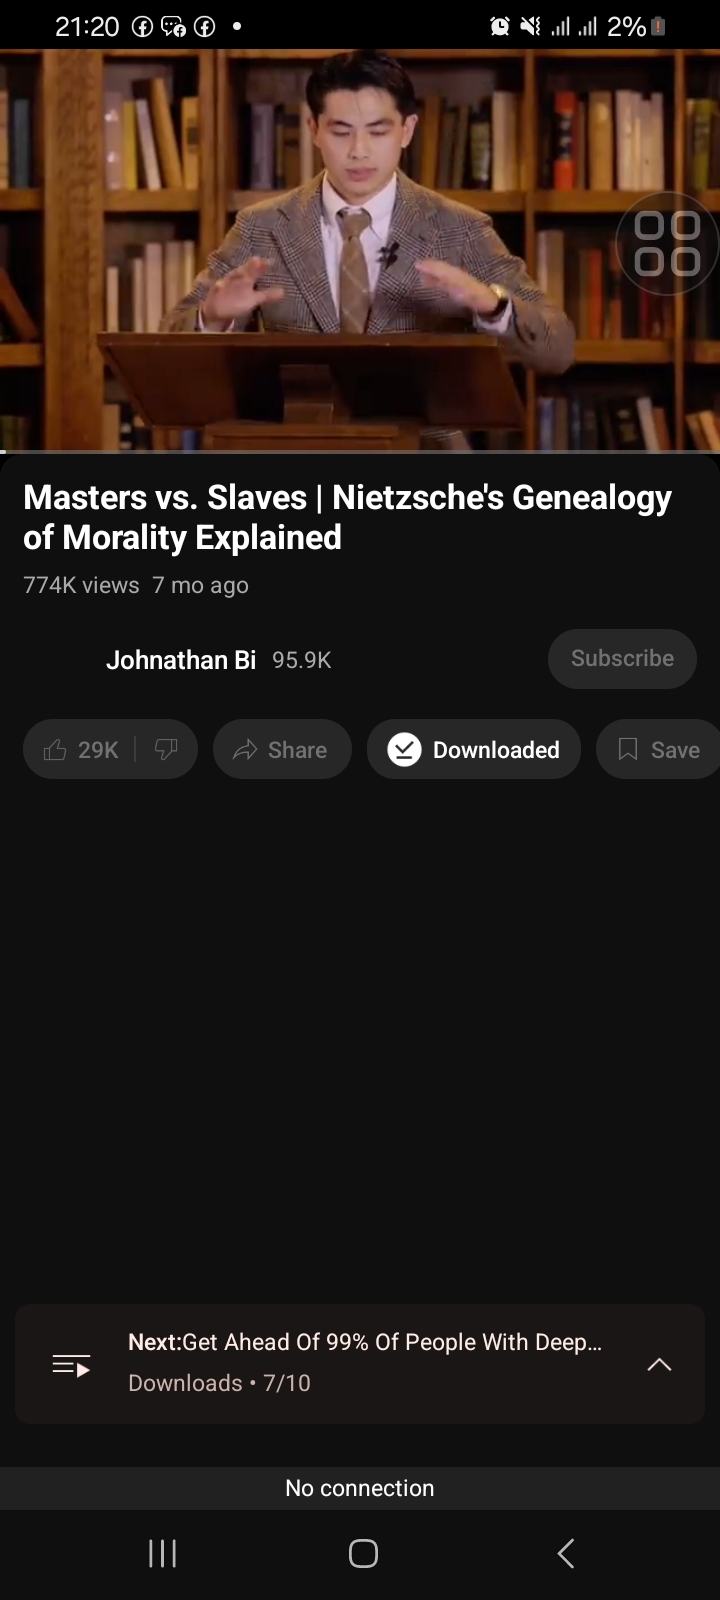 21:20 2%
Masters vs. Slaves | Nietzsche's Genealogy
of Morality Explained
774K views 7 mo ago
Johnathan Bi 95.9K Subscribe
29K Share Downloaded Save
Next:Get Ahead Of 99% Of People With Deep...
Downloads • 7/10
No connection